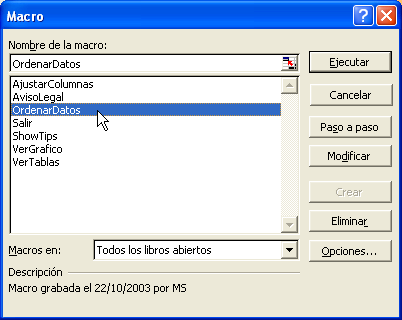 Macro
Nombre de la macro:
OrdenarDatos
AjustarColumnas
AvisoLegal
OrdenarDatos
Salir
ShowTips
VerGrafico
VerTablas
Macros en:
Todos los libros abiertos
Descripción
Macro grabada el 22/10/2003 por MS
Ejecutar
Cancelar
Paso a paso
Modificar
Crear
Eliminar
Opciones...